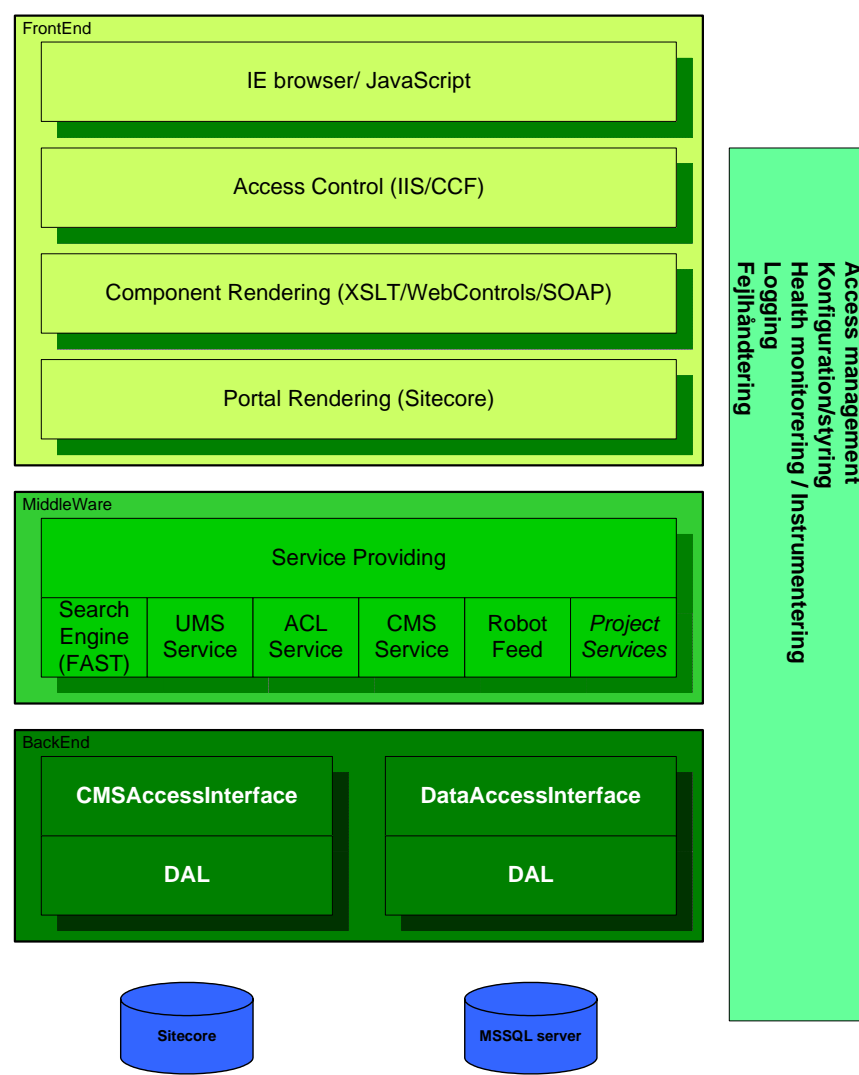 FrontEnd
IE browser/ JavaScript
Access Control (IIS/CCF)
Component Rendering (XSLT/WebControls/SOAP)
Portal Rendering (Sitecore)
MiddleWare
Service Providing
Search
Engine
(FAST)
UMS
Service
ACL
Service
CMS
Service
Robot
Feed
Project
Services
BackEnd
CMSAccessInterface
DAL
DataAccessInterface
DAL
Sitecore
MSSQL server
Access management
Konfiguration/styring
Health monitorering / Instrumentering
Logging
Fejlhåndtering